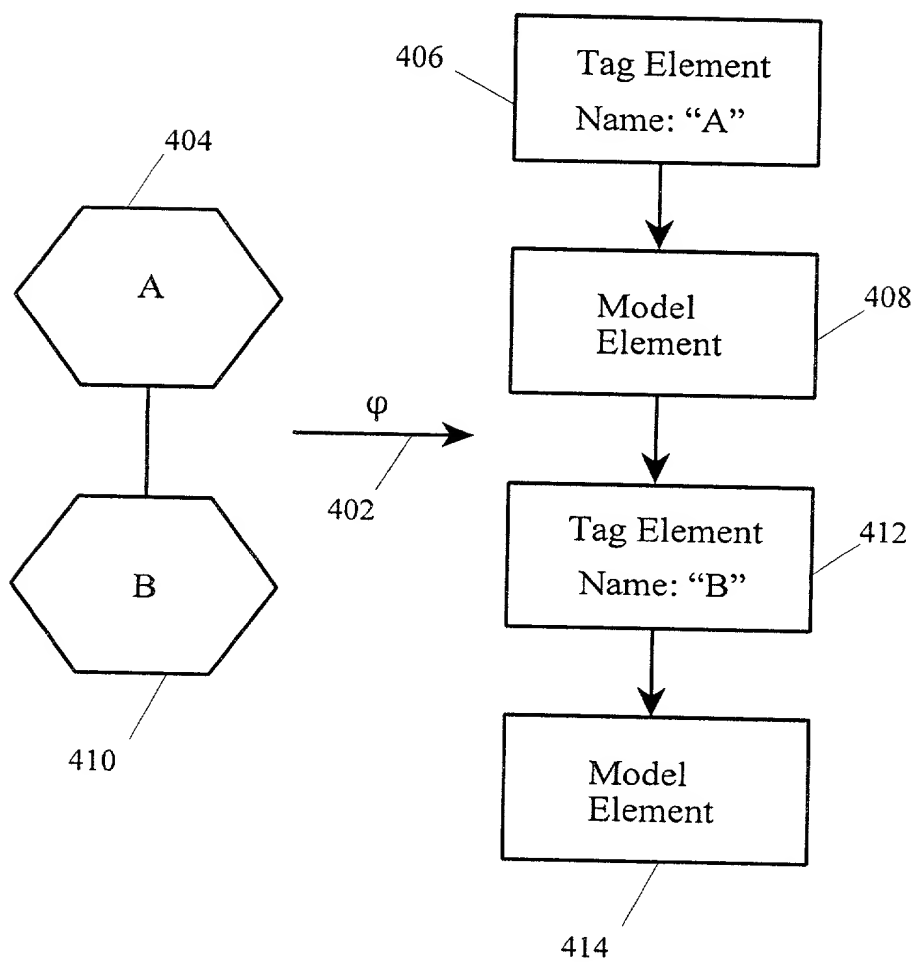 404
A
B
410
φ
402
406
Tag Element
Name: “A”
Model
Element
408
Tag Element
Name: “B”
412
Model
Element
414